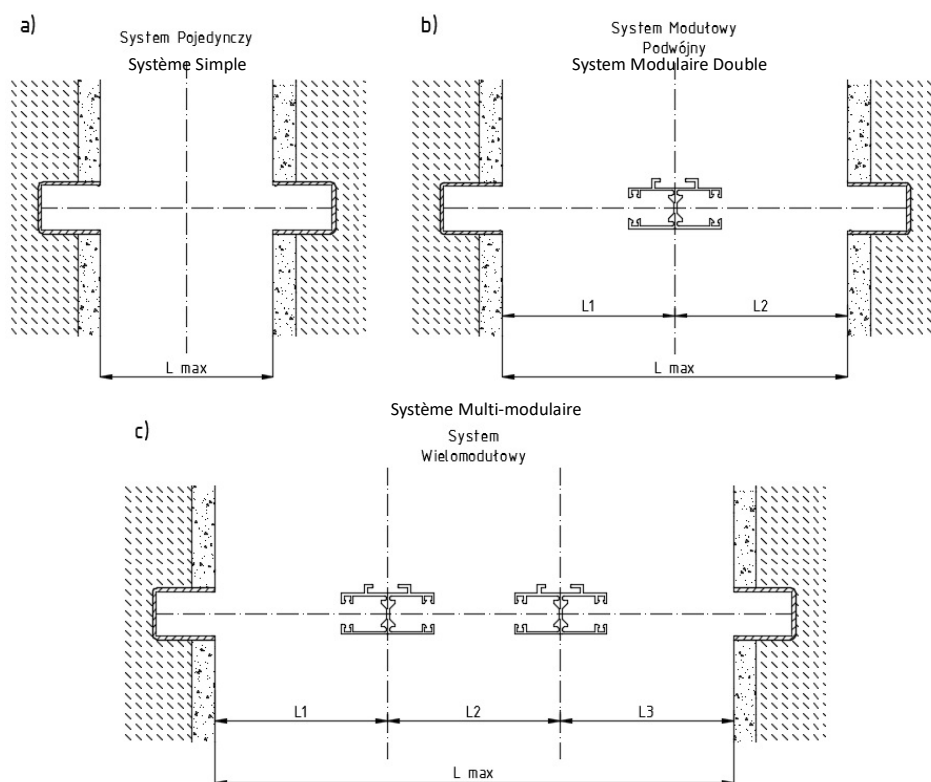 a)
System Pojedynczy
Système Simple
L max
b)
System Modułowy
Podwójny
System Modulaire Double
L1
L2
L max
Système Multi-modulaire
c)
System
Wielomodułowy
L1
L2
L3
L max